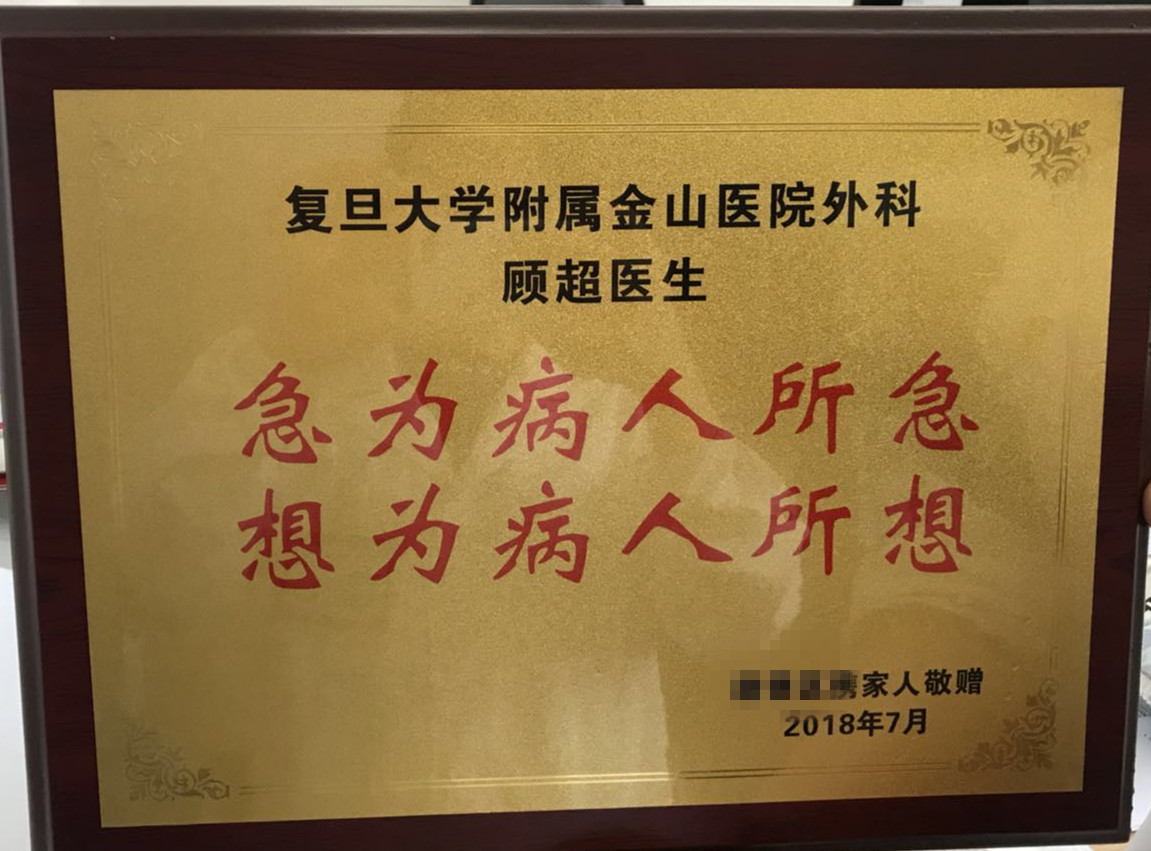 复旦大学附属金山医院外科
顾超医生
急为病人所急
想为病人所想
携家人敬赠
2018年7月